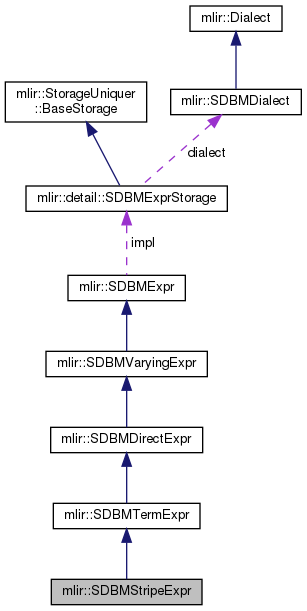 mlir::Dialect
mlir::StorageUniquer
::BaseStorage
mlir::SDBMDialect
dialect
mlir::detail::SDBMExprStorage
impl
mlir::SDBMExpr
mlir::SDBMVaryingExpr
mlir::SDBMDirectExpr
mlir::SDBMTermExpr
mlir::SDBMStripeExpr